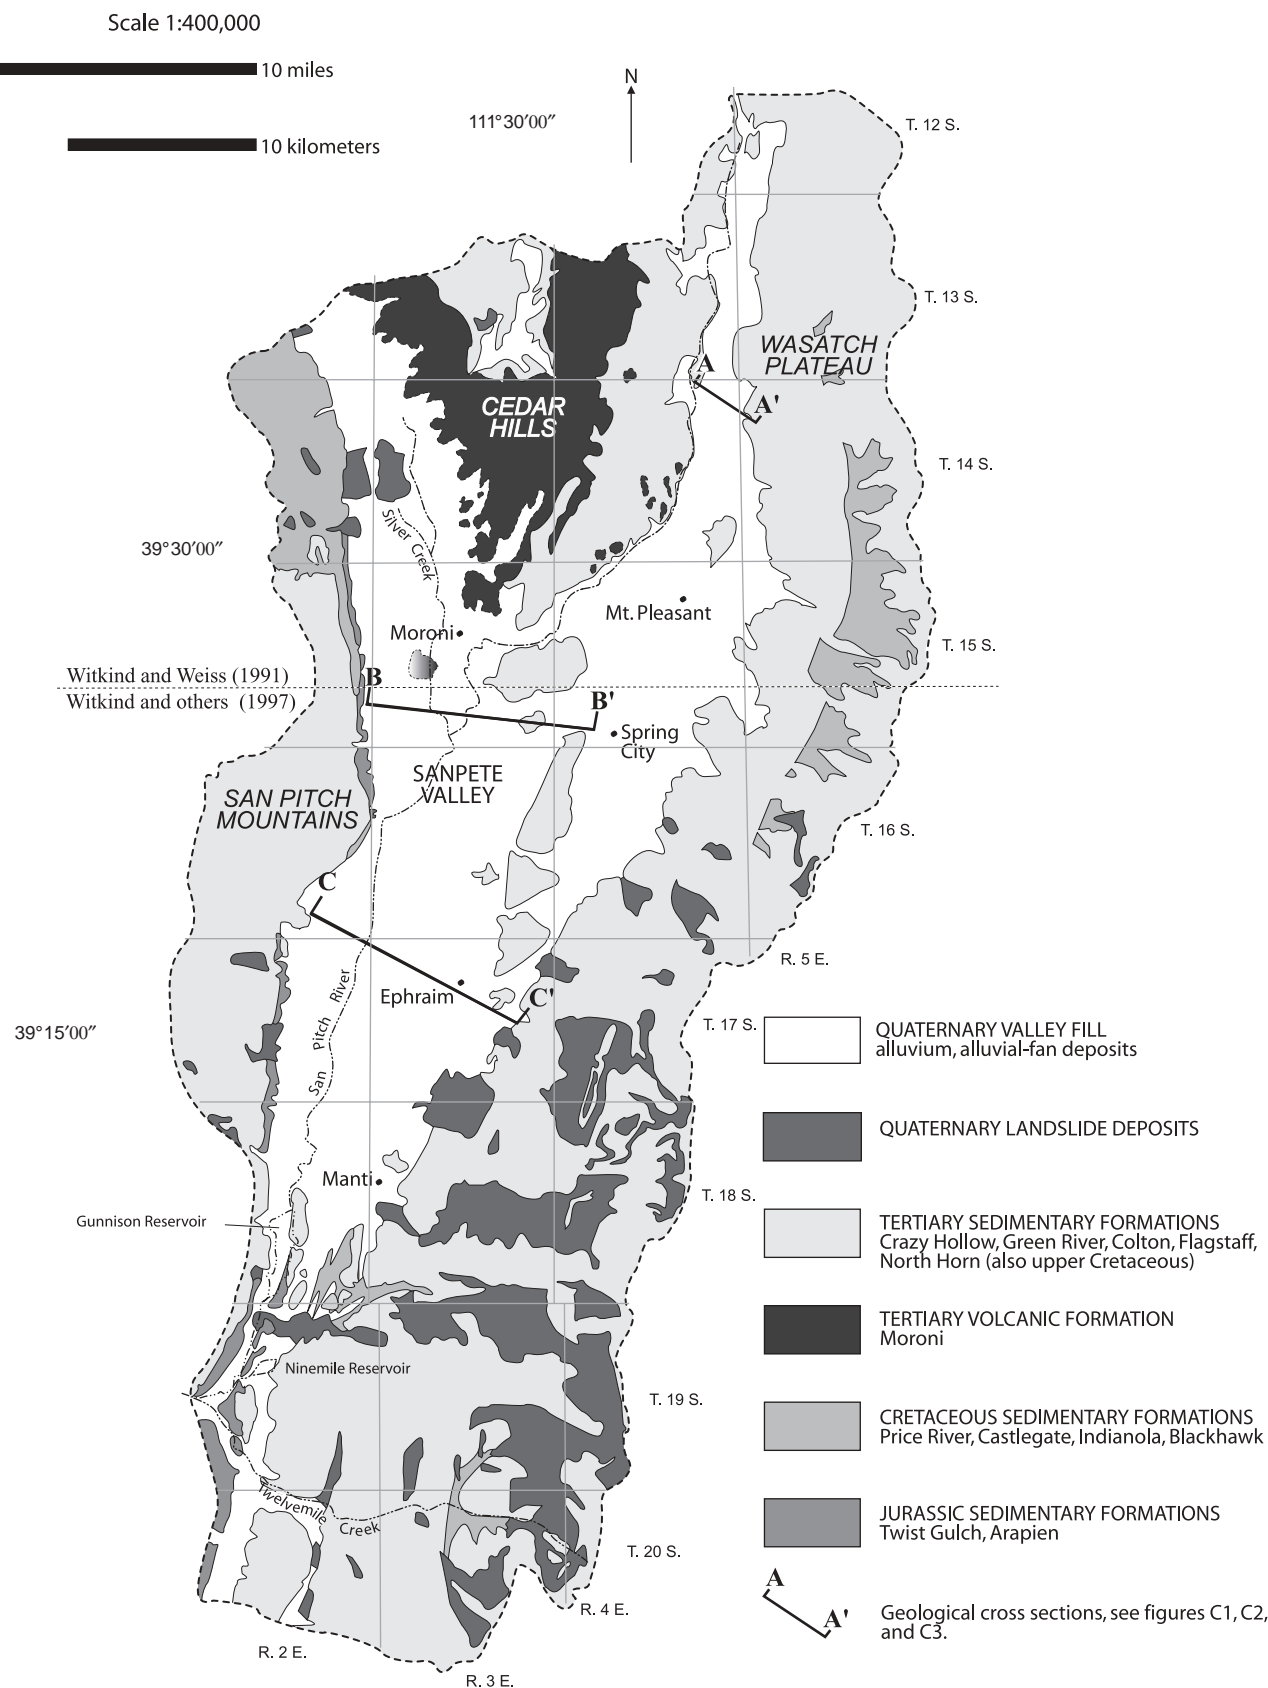 Scale 1:400,000
10 miles
10 kilometers
N
111°30'00"
T. 12 S.
T. 13 S.
WASATCH
PLATEAU
A
A'
CEDAR
HILLS
T. 14 S.
Silver Creek
39°30'00"
Mt. Pleasant
Moroni
T. 15 S.
Witkind and Weiss (1991)
Witkind and others (1997)
B
B'
Spring
City
SANPETE
VALLEY
SAN PITCH
MOUNTAINS
T. 16 S.
C
R. 5 E.
Ephraim
C'
San Pitch River
39°15'00"
T. 17 S.
QUATERNARY VALLEY FILL
alluvium, alluvial-fan deposits
QUATERNARY LANDSLIDE DEPOSITS
Manti
T. 18 S.
Gunnison Reservoir
TERTIARY SEDIMENTARY FORMATIONS
Crazy Hollow, Green River, Colton, Flagstaff,
North Horn (also upper Cretaceous)
TERTIARY VOLCANIC FORMATION
Moroni
Ninemile Reservoir
T. 19 S.
CRETACEOUS SEDIMENTARY FORMATIONS
Price River, Castlegate, Indianola, Blackhawk
Twelvemile Creek
JURASSIC SEDIMENTARY FORMATIONS
Twist Gulch, Arapien
T. 20 S.
A
A'
Geological cross sections, see figures C1, C2,
and C3.
R. 4 E.
R. 2 E.
R. 3 E.